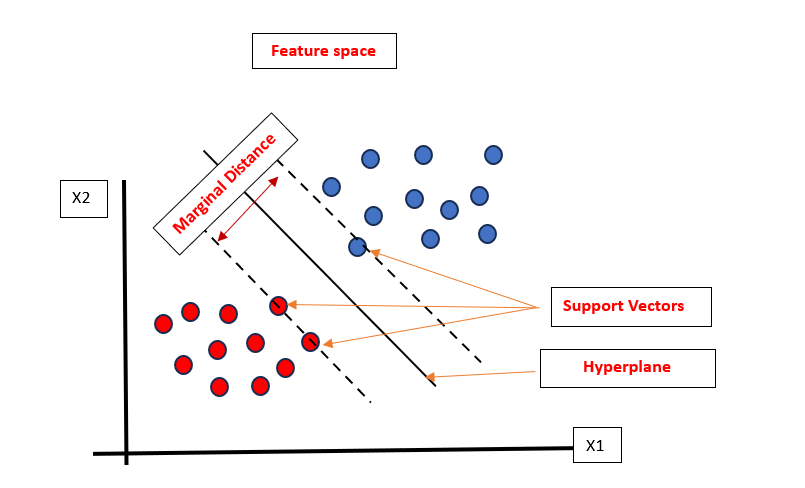 Feature space
Marginal Distance
X2
Support Vectors
Hyperplane
X1